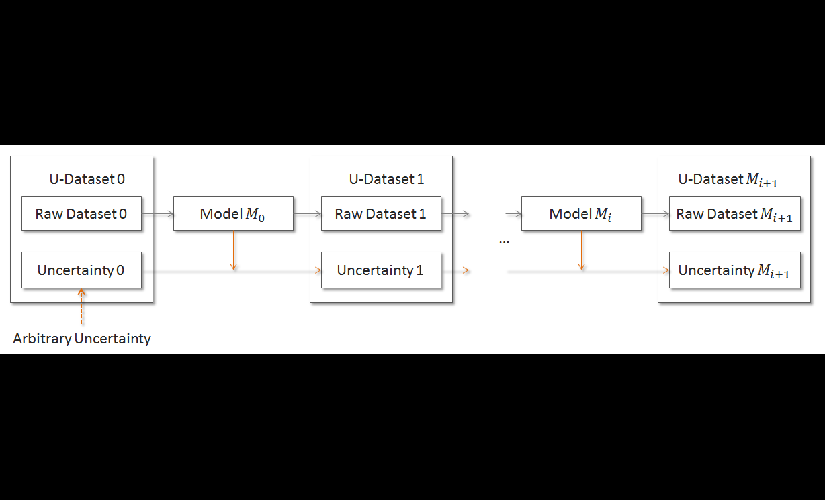 U-Dataset 0
U-Dataset 1
U-Dataset M_{i+1}
Raw Dataset 0
Model M_0
Raw Dataset 1
Model M_i
Raw Dataset M_{i+1}
...
Uncertainty 0
Uncertainty 1
Uncertainty M_{i+1}
Arbitrary Uncertainty